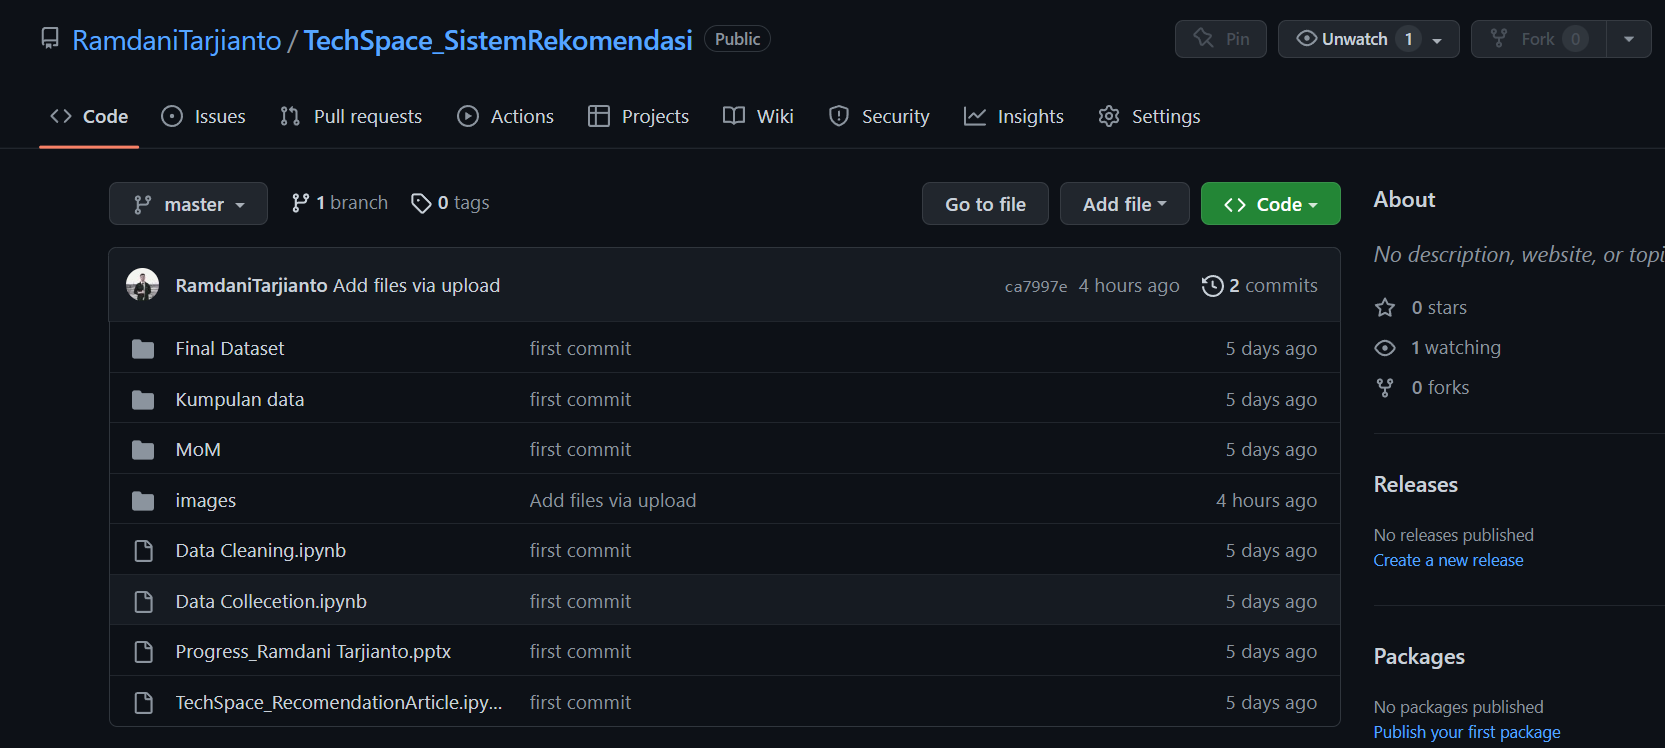 RamdaniTarjianto / TechSpace_SistemRekomendasi Public Pin Unwatch 1 Fork 0
Code Issues Pull requests Actions Projects Wiki Security Insights Settings
master 1 branch 0 tags Go to file Add file Code
RamdaniTarjianto Add files via upload ca7997e 4 hours ago 2 commits
Final Dataset first commit 5 days ago
Kumpulan data first commit 5 days ago
MoM first commit 5 days ago
images Add files via upload 4 hours ago
Data Cleaning.ipynb first commit 5 days ago
Data Collecetion.ipynb first commit 5 days ago
Progress_Ramdani Tarjianto.pptx first commit 5 days ago
TechSpace_RecomendationArticle.ipy... first commit 5 days ago
About
No description, website, or topi
0 stars
1 watching
0 forks
Releases
No releases published
Create a new release
Packages
No packages published
Publish your first package